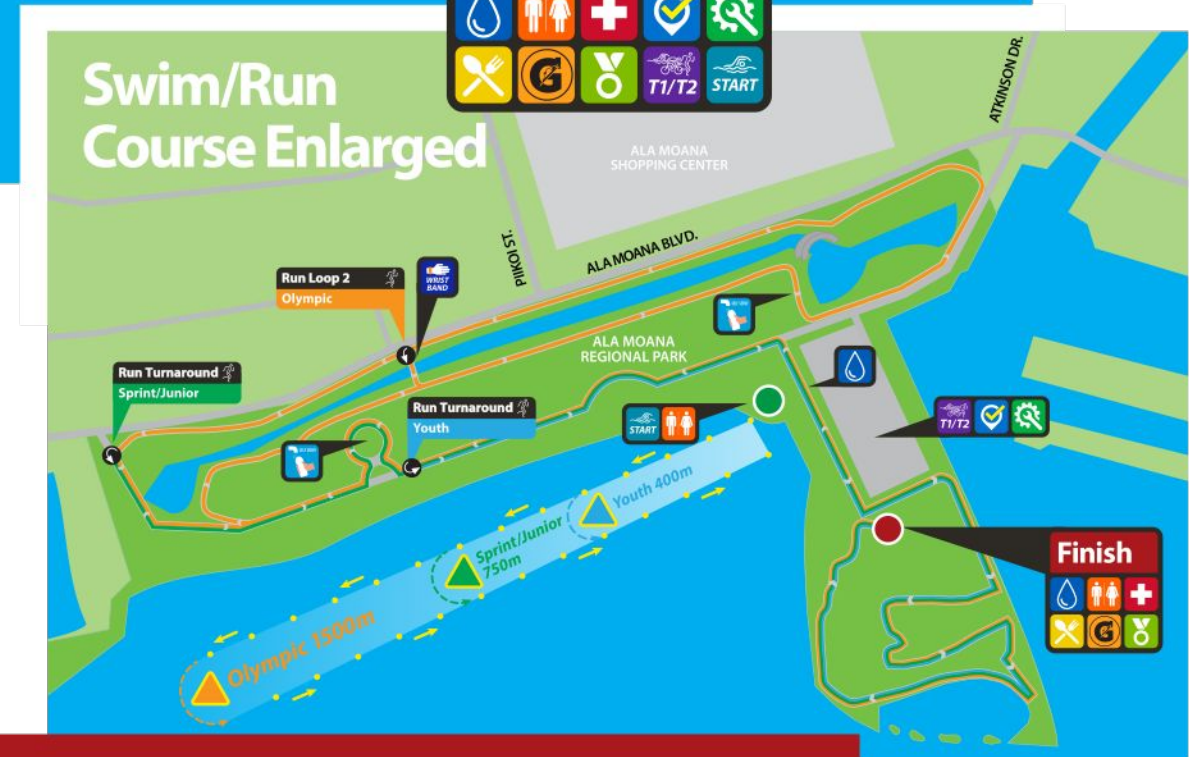 Swim/Run
Course Enlarged
G
T1/T2
START
ALA MOANA
SHOPPING CENTER
ATKINSON DR.
PIIKOI ST.
ALA MOANA BLVD.
Run Loop 2
Olympic
WRIST
BAND
ALA MOANA
REGIONAL PARK
Run Turnaround
Sprint/Junior
Run Turnaround
Youth
START
T1/T2
Youth 400m
Sprint/Junior
750m
Olympic 1500m
Finish
G